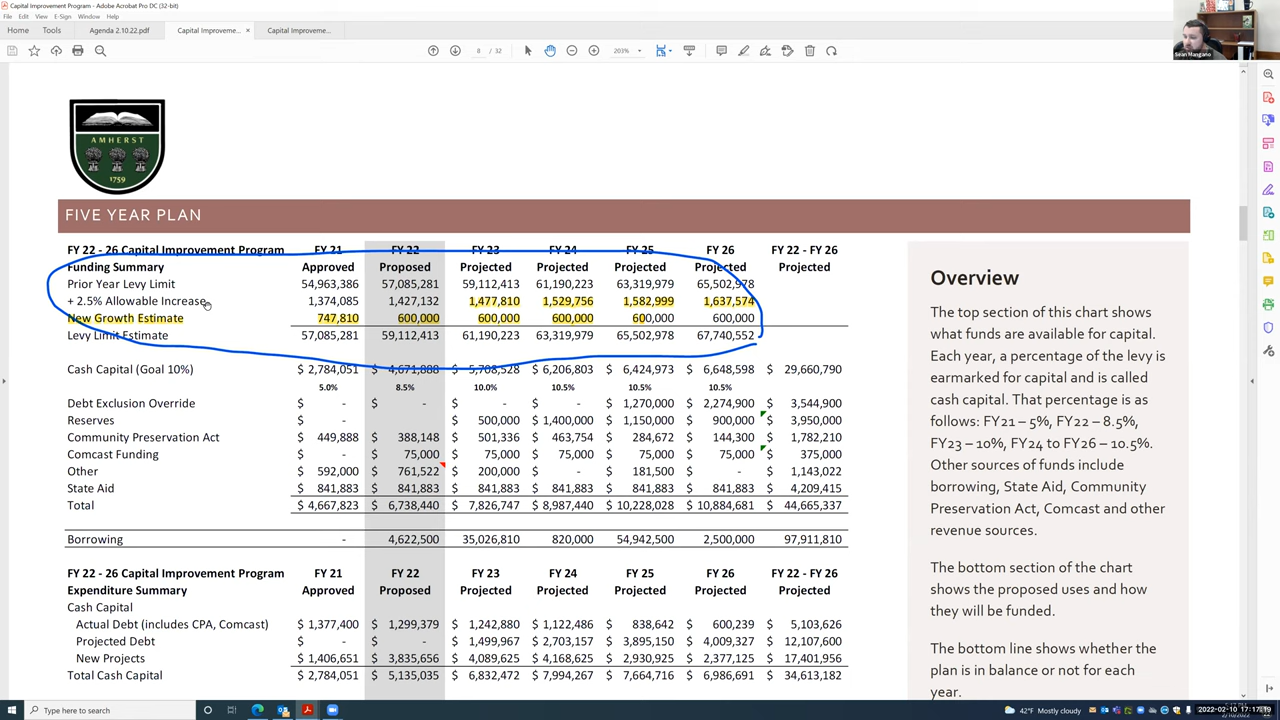 Capital Improvement Program - Adobe Acrobat Pro DC (32-bit)
File Edit View E-Sign Window Help
Home Tools Agenda 2.10.22.pdf Capital Improveme... × Capital Improveme...
8 / 32 203%
Sean Mangano
AMHERST
1759
FIVE YEAR PLAN
FY 22 - 26 Capital Improvement Program FY 21 FY 22 FY 23 FY 24 FY 25 FY 26 FY 22 - FY 26
Funding Summary Approved Proposed Projected Projected Projected Projected Projected
Prior Year Levy Limit 54,963,386 57,085,281 59,112,413 61,190,223 63,319,979 65,502,978
+ 2.5% Allowable Increase 1,374,085 1,427,132 1,477,810 1,529,756 1,582,999 1,637,574
New Growth Estimate 747,810 600,000 600,000 600,000 600,000 600,000
Levy Limit Estimate 57,085,281 59,112,413 61,190,223 63,319,979 65,502,978 67,740,552
Cash Capital (Goal 10%) $ 2,784,051 $ 4,671,888 $ 5,708,528 $ 6,206,803 $ 6,424,973 $ 6,648,598 $ 29,660,790
5.0% 8.5% 10.0% 10.5% 10.5% 10.5%
Debt Exclusion Override $ - $ - $ - $ - $ 1,270,000 $ 2,274,900 $ 3,544,900
Reserves $ - $ 500,000 $ 1,400,000 $ 1,150,000 $ 900,000 $ 3,950,000
Community Preservation Act $ 449,888 $ 388,148 $ 501,336 $ 463,754 $ 284,672 $ 144,300 $ 1,782,210
Comcast Funding $ - $ 75,000 $ 75,000 $ 75,000 $ 75,000 $ 75,000 $ 375,000
Other $ 592,000 $ 761,522 $ 200,000 $ - $ 181,500 $ - $ 1,143,022
State Aid $ 841,883 $ 841,883 $ 841,883 $ 841,883 $ 841,883 $ 841,883 $ 4,209,415
Total $ 4,667,823 $ 6,738,440 $ 7,826,747 $ 8,987,440 $ 10,228,028 $ 10,884,681 $ 44,665,337
Borrowing - 4,622,500 35,026,810 820,000 54,942,500 2,500,000 97,911,810
FY 22 - 26 Capital Improvement Program FY 21 FY 22 FY 23 FY 24 FY 25 FY 26 FY 22 - FY 26
Expenditure Summary Approved Proposed Projected Projected Projected Projected Projected
Cash Capital
Actual Debt (includes CPA, Comcast) $ 1,377,400 $ 1,299,379 $ 1,242,880 $ 1,122,486 $ 838,642 $ 600,239 $ 5,103,626
Projected Debt $ - $ - $ 1,499,967 $ 2,703,157 $ 3,895,150 $ 4,009,327 $ 12,107,600
New Projects $ 1,406,651 $ 3,835,656 $ 4,089,625 $ 4,168,625 $ 2,930,925 $ 2,377,125 $ 17,401,956
Total Cash Capital $ 2,784,051 $ 5,135,035 $ 6,832,472 $ 7,994,267 $ 7,664,716 $ 6,986,691 $ 34,613,182
Overview
The top section of this chart shows
what funds are available for capital.
Each year, a percentage of the levy is
earmarked for capital and is called
cash capital. That percentage is as
follows: FY21 – 5%, FY22 – 8.5%,
FY23 – 10%, FY24 to FY26 – 10.5%.
Other sources of funds include
borrowing, State Aid, Community
Preservation Act, Comcast and other
revenue sources.
The bottom section of the chart
shows the proposed uses and how
they will be funded.
The bottom line shows whether the
plan is in balance or not for each
year.
Type here to search
42°F Mostly cloudy
2022-02-10 17:17:19